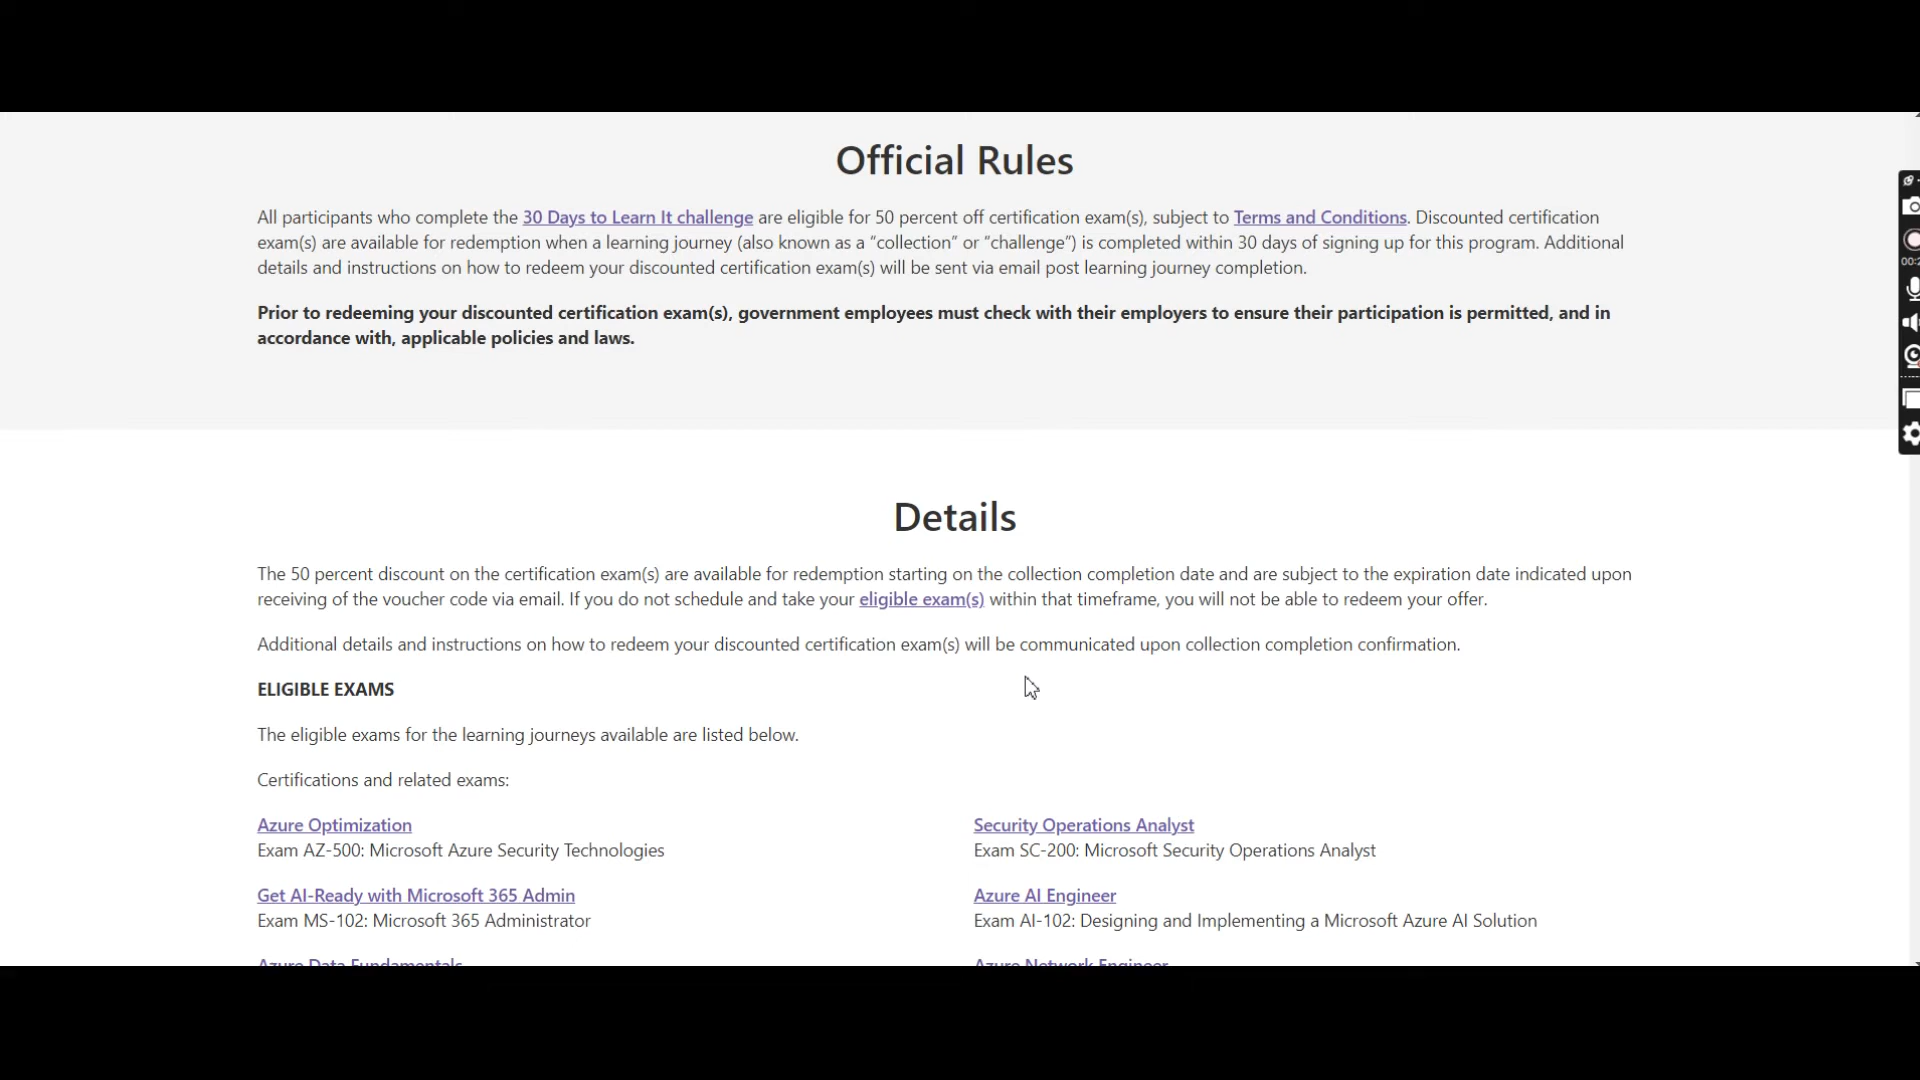 Official Rules
All participants who complete the 30 Days to Learn It challenge are eligible for 50 percent off certification exam(s), subject to Terms and Conditions. Discounted certification
exam(s) are available for redemption when a learning journey (also known as a “collection” or “challenge”) is completed within 30 days of signing up for this program. Additional
details and instructions on how to redeem your discounted certification exam(s) will be sent via email post learning journey completion.
Prior to redeeming your discounted certification exam(s), government employees must check with their employers to ensure their participation is permitted, and in
accordance with, applicable policies and laws.
Details
The 50 percent discount on the certification exam(s) are available for redemption starting on the collection completion date and are subject to the expiration date indicated upon
receiving of the voucher code via email. If you do not schedule and take your eligible exam(s) within that timeframe, you will not be able to redeem your offer.
Additional details and instructions on how to redeem your discounted certification exam(s) will be communicated upon collection completion confirmation.
ELIGIBLE EXAMS
The eligible exams for the learning journeys available are listed below.
Certifications and related exams:
Azure Optimization
Exam AZ-500: Microsoft Azure Security Technologies
Get AI-Ready with Microsoft 365 Admin
Exam MS-102: Microsoft 365 Administrator
Azure Data Fundamentals
Security Operations Analyst
Exam SC-200: Microsoft Security Operations Analyst
Azure AI Engineer
Exam AI-102: Designing and Implementing a Microsoft Azure AI Solution
Azure Network Engineer